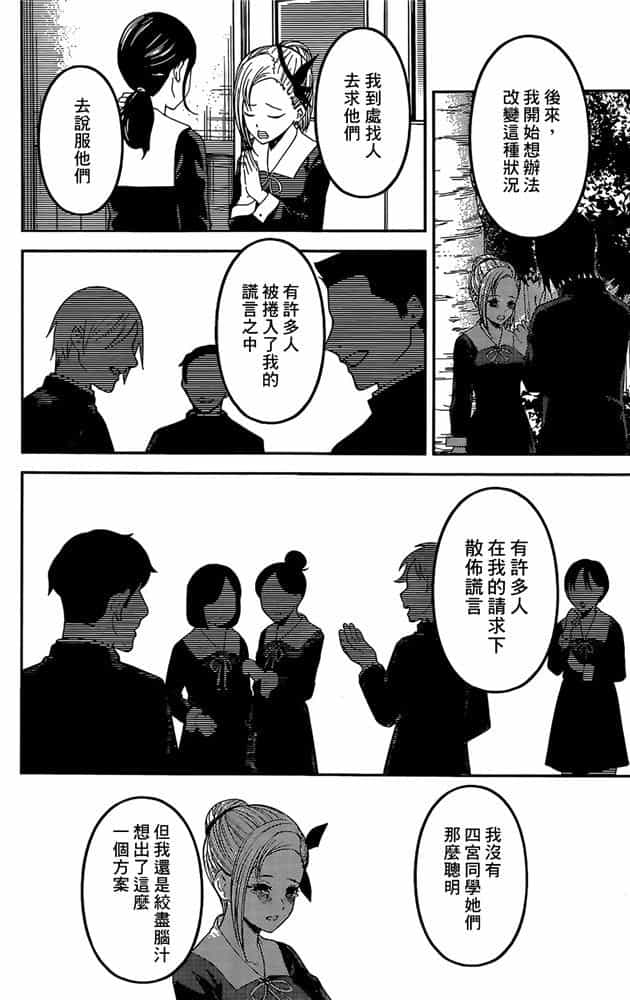 後來，
我開始想辦法
改變這種狀況
我到處找人
去求他們
去說服他們
有許多人
被捲入了我的
謊言之中
有許多人
在我的請求下
散佈謊言
我沒有
四宮同學她們
那麼聰明
但我還是絞盡腦汁
想出了這麼
一個方案